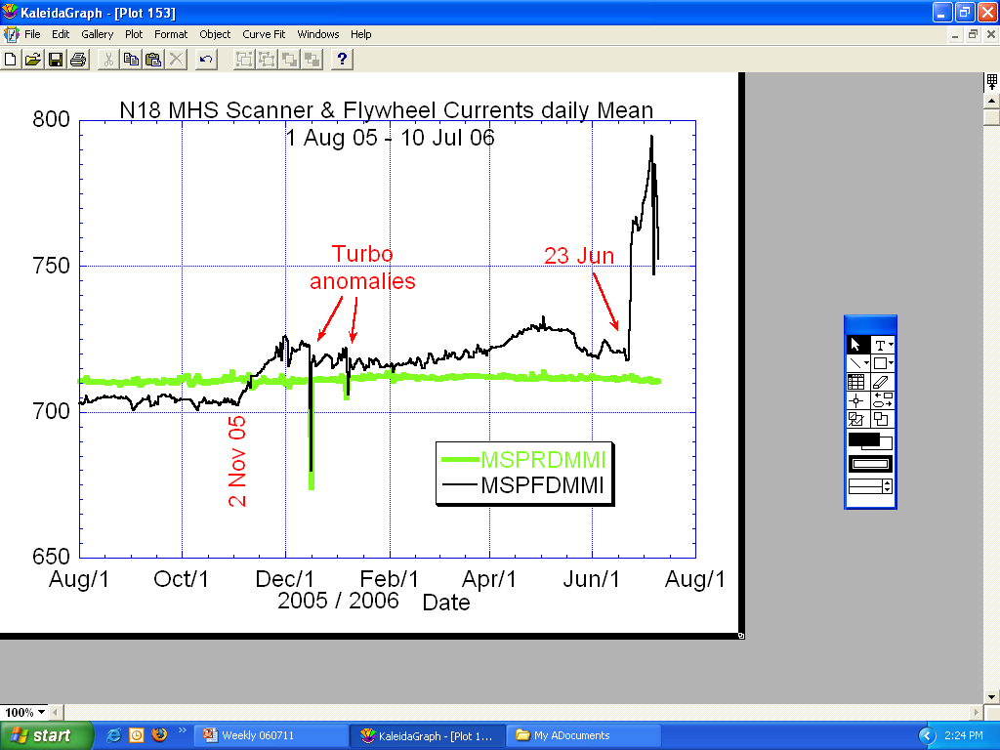 KaleidaGraph - [Plot 153]
File Edit Gallery Plot Format Object Curve Fit Windows Help
N18 MHS Scanner & Flywheel Currents daily Mean
1 Aug 05 - 10 Jul 06
800
750
700
650
Turbo
anomalies
23 Jun
2 Nov 05
MSPRDMMI
MSPFDMMI
Aug/1 Oct/1 Dec/1 Feb/1 Apr/1 Jun/1 Aug/1
2005 / 2006 Date
T
100%
start
Weekly 060711
KaleidaGraph - [Plot 1...
My ADocuments
2:24 PM